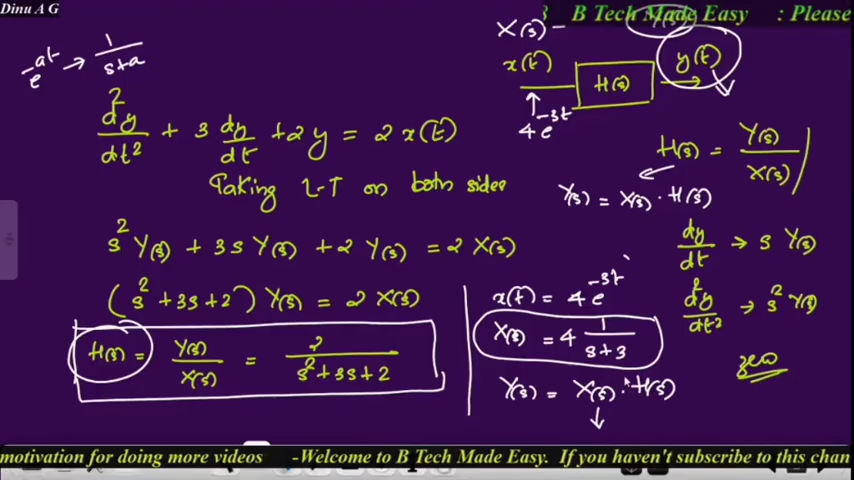 Dinu A G
B B Tech Made Easy : Please
X(s) –
e^-at → 1/(s+a)
x(t) H(s) y(t)
4e^-3t
d²y/dt² + 3 dy/dt + 2y = 2 x(t)
H(s) = Y(s)/X(s)
Taking L-T on both sides
Y(s) = X(s) . H(s)
s² Y(s) + 3s Y(s) + 2 Y(s) = 2 X(s)
dy/dt → s Y(s)
(s² + 3s + 2) Y(s) = 2 X(s)
x(t) = 4e^-3t
d²y/dt² → s² Y(s)
H(s) = Y(s)/X(s) = 2/(s² + 3s + 2)
X(s) = 4 1/(s+3)
zero
Y(s) = X(s) . H(s)
motivation for doing more videos -Welcome to B Tech Made Easy. If you haven't subscribe to this chan